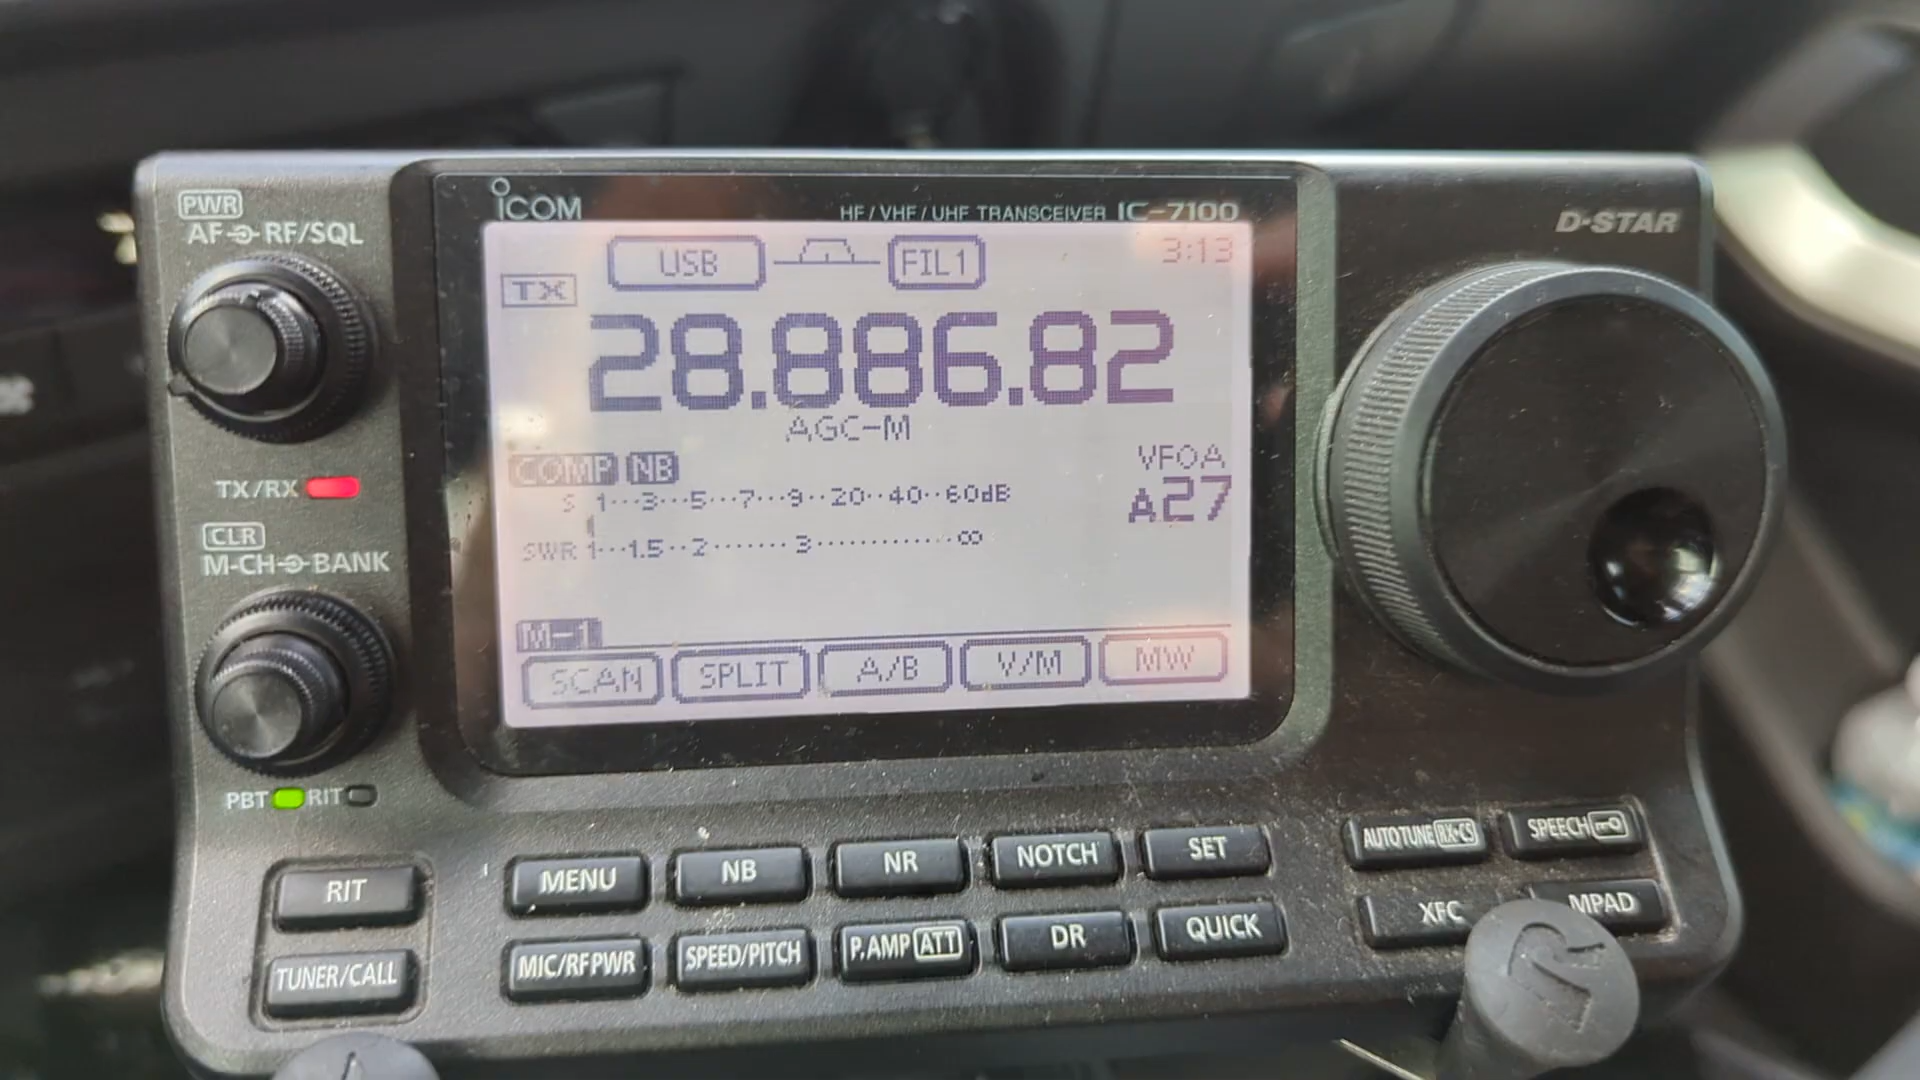 PWR
AF RF/SQL
ICOM
HF/VHF/UHF TRANSCEIVER IC-7100
D-STAR
USB FIL1 3:13
TX
28.886.82
AGC-M
COMP NB
VFOA
A27
S 1···3···5···7···9··20··40··60dB
SWR 1···1.5··2·······3············∞
TX/RX
CLR
M-CH BANK
M-1
SCAN SPLIT A/B V/M MW
PBT RIT
RIT MENU NB NR NOTCH SET AUTOTUNE RX→CS SPEECH
TUNER/CALL MIC/RF PWR SPEED/PITCH P.AMP ATT DR QUICK XFC MPAD